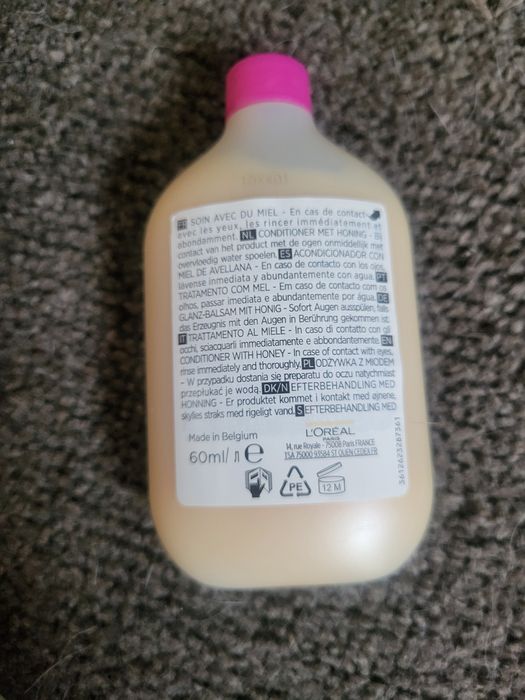 FR SOIN AVEC DU MIEL - En cas de contact
avec les yeux, les rincer immédiatement et
abondamment. NL CONDITIONER MET HONING - Bij
contact van het product met de ogen onmiddellijk met
overvloedig water spoelen. ES ACONDICIONADOR CON
MIEL DE AVELLANA - En caso de contacto con los ojos,
lávense inmediata y abundantemente con agua. PT
TRATAMENTO COM MEL - Em caso de contacto com os
olhos, passar imediata e abundantemente por água. DE
GLANZ-BALSAM MIT HONIG - Sofort Augen ausspülen, falls
das Erzeugnis mit den Augen in Berührung gekommen ist.
IT TRATTAMENTO AL MIELE - In caso di contatto con gli
occhi, sciacquarli immediatamente e abbondantemente. EN
CONDITIONER WITH HONEY - In case of contact with eyes,
rinse immediately and thoroughly. PL ODŻYWKA Z MIODEM
- W przypadku dostania się preparatu do oczu natychmiast
przepłukać je wodą. DK/N EFTERBEHANDLING MED
HONNING - Er produktet kommet i kontakt med øjnene,
skylles straks med rigeligt vand. S EFTERBEHANDLING MED
Made in Belgium
60ml/ л e
L'ORÉAL
PARIS
14, rue Royale - 75008 Paris FRANCE
TSA 75000 93584 ST OUEN CEDEX FR
PE
12 M
3612623287361